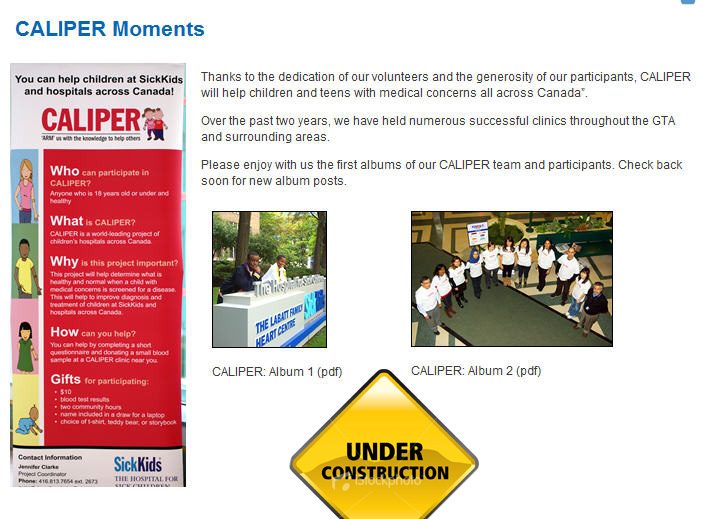 CALIPER Moments
You can help children at SickKids
and hospitals across Canada!
CALIPER
'ARM' us with the knowledge to help others
Who can participate in
CALIPER?
Anyone who is 18 years old or under and
healthy
What is CALIPER?
CALIPER is a world-leading project of
children's hospitals across Canada.
Why is this project important?
This project will help determine what is
healthy and normal when a child with
medical concerns is screened for a disease.
This will help to improve diagnosis and
treatment of children at SickKids and
hospitals across Canada.
How can you help?
You can help by completing a short
questionnaire and donating a small blood
sample at a CALIPER clinic near you.
Gifts for participating:
• $10
• blood test results
• two community hours
• name included in a draw for a laptop
• choice of t-shirt, teddy bear, or storybook
Contact Information
Jennifer Clarke
Project Coordinator
Phone: 416.813.7654 ext. 2673
SickKids
THE HOSPITAL FOR
SICK CHILDREN
Thanks to the dedication of our volunteers and the generosity of our participants, CALIPER
will help children and teens with medical concerns all across Canada”.
Over the past two years, we have held numerous successful clinics throughout the GTA
and surrounding areas.
Please enjoy with us the first albums of our CALIPER team and participants. Check back
soon for new album posts.
The Hospital for Sick
THE LABATT FAMILY
HEART CENTRE
CALIPER: Album 1 (pdf)
CALIPER: Album 2 (pdf)
UNDER
CONSTRUCTION
iStockphoto